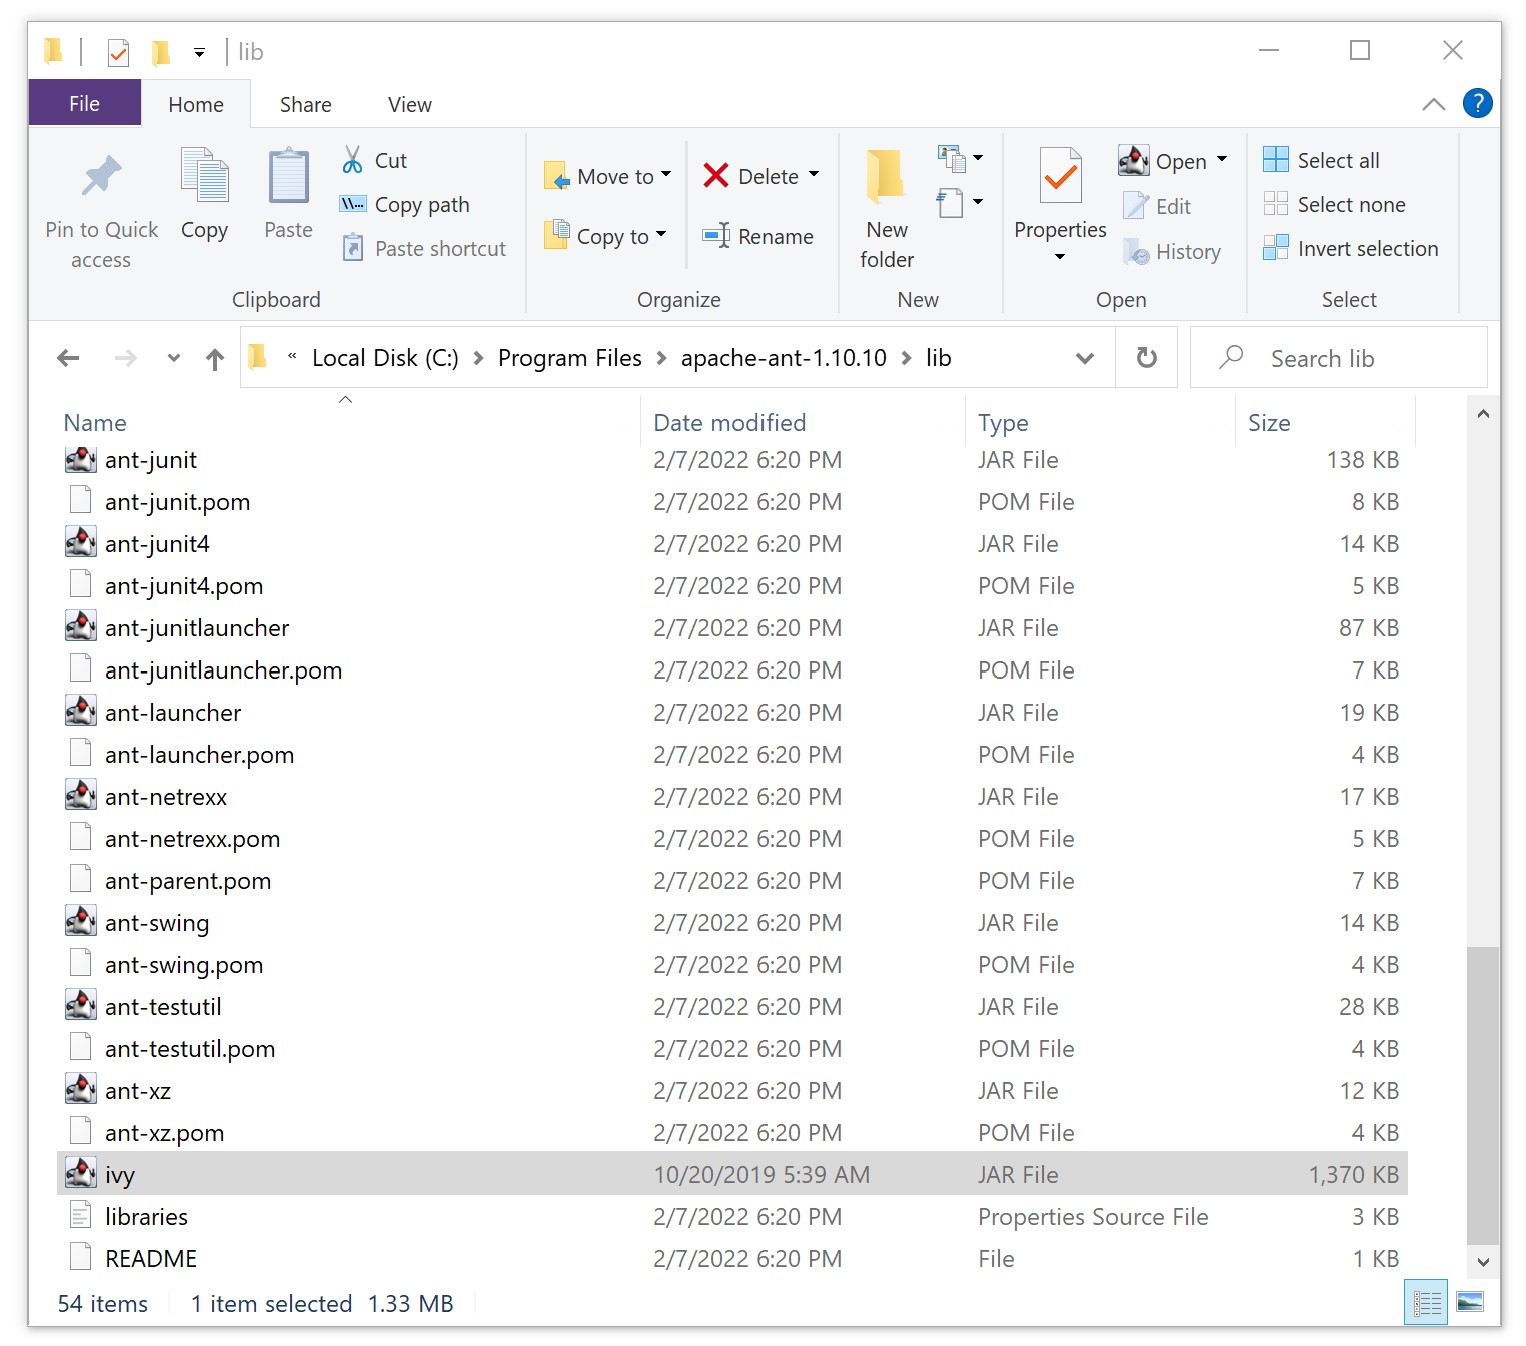 lib
File Home Share View
?
Pin to Quick access
Copy
Paste
Cut
Copy path
Paste shortcut
Clipboard
Move to
Copy to
Delete
Rename
Organize
New folder
New
Properties
Open
Edit
History
Open
Select all
Select none
Invert selection
Select
« Local Disk (C:) Program Files apache-ant-1.10.10 lib
Search lib
Name Date modified Type Size
ant-junit 2/7/2022 6:20 PM JAR File 138 KB
ant-junit.pom 2/7/2022 6:20 PM POM File 8 KB
ant-junit4 2/7/2022 6:20 PM JAR File 14 KB
ant-junit4.pom 2/7/2022 6:20 PM POM File 5 KB
ant-junitlauncher 2/7/2022 6:20 PM JAR File 87 KB
ant-junitlauncher.pom 2/7/2022 6:20 PM POM File 7 KB
ant-launcher 2/7/2022 6:20 PM JAR File 19 KB
ant-launcher.pom 2/7/2022 6:20 PM POM File 4 KB
ant-netrexx 2/7/2022 6:20 PM JAR File 17 KB
ant-netrexx.pom 2/7/2022 6:20 PM POM File 5 KB
ant-parent.pom 2/7/2022 6:20 PM POM File 7 KB
ant-swing 2/7/2022 6:20 PM JAR File 14 KB
ant-swing.pom 2/7/2022 6:20 PM POM File 4 KB
ant-testutil 2/7/2022 6:20 PM JAR File 28 KB
ant-testutil.pom 2/7/2022 6:20 PM POM File 4 KB
ant-xz 2/7/2022 6:20 PM JAR File 12 KB
ant-xz.pom 2/7/2022 6:20 PM POM File 4 KB
ivy 10/20/2019 5:39 AM JAR File 1,370 KB
libraries 2/7/2022 6:20 PM Properties Source File 3 KB
README 2/7/2022 6:20 PM File 1 KB
54 items 1 item selected 1.33 MB